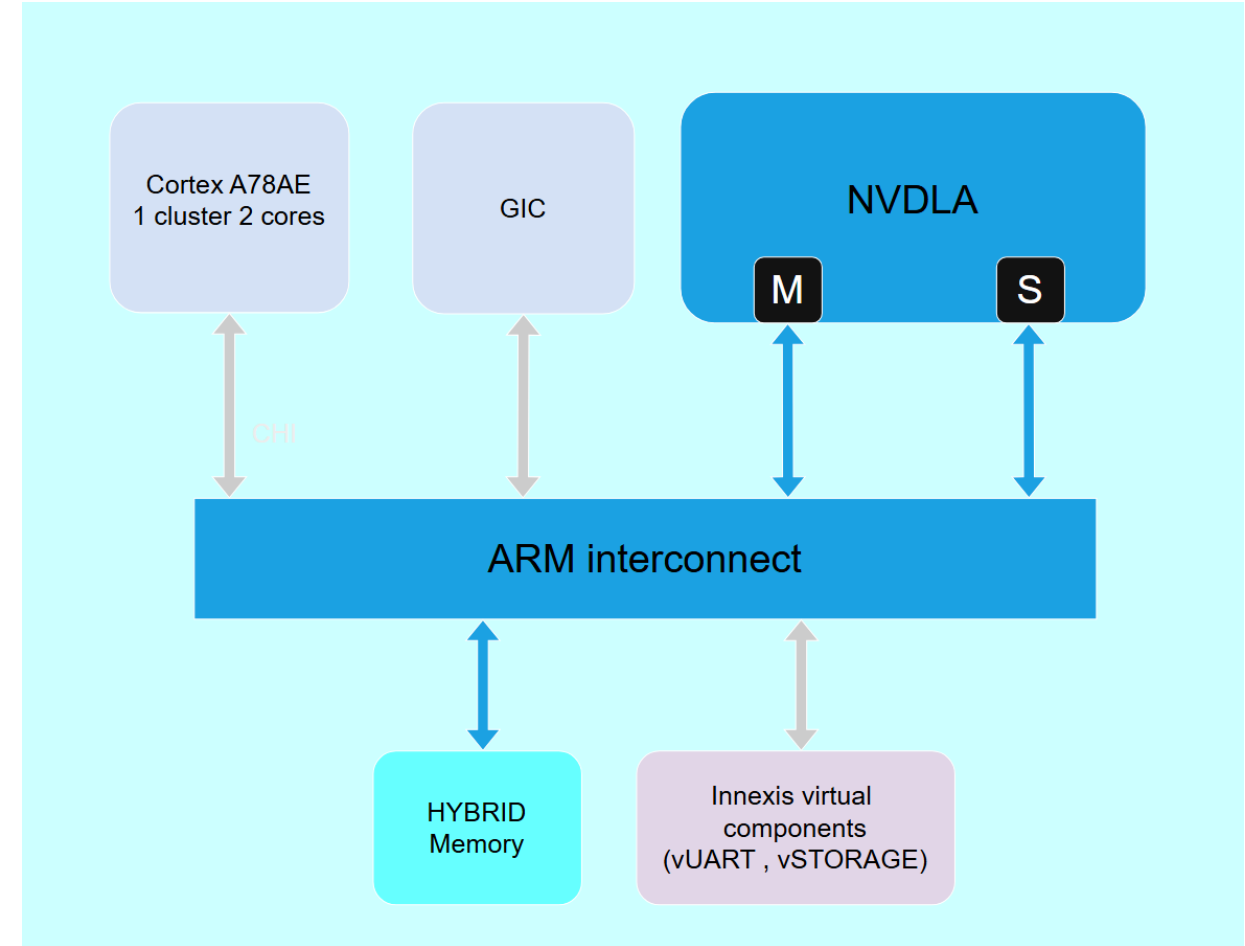 Cortex A78AE
1 cluster 2 cores
GIC
NVDLA
M
S
CHI
ARM interconnect
HYBRID
Memory
Innexis virtual
components
(vUART , vSTORAGE)